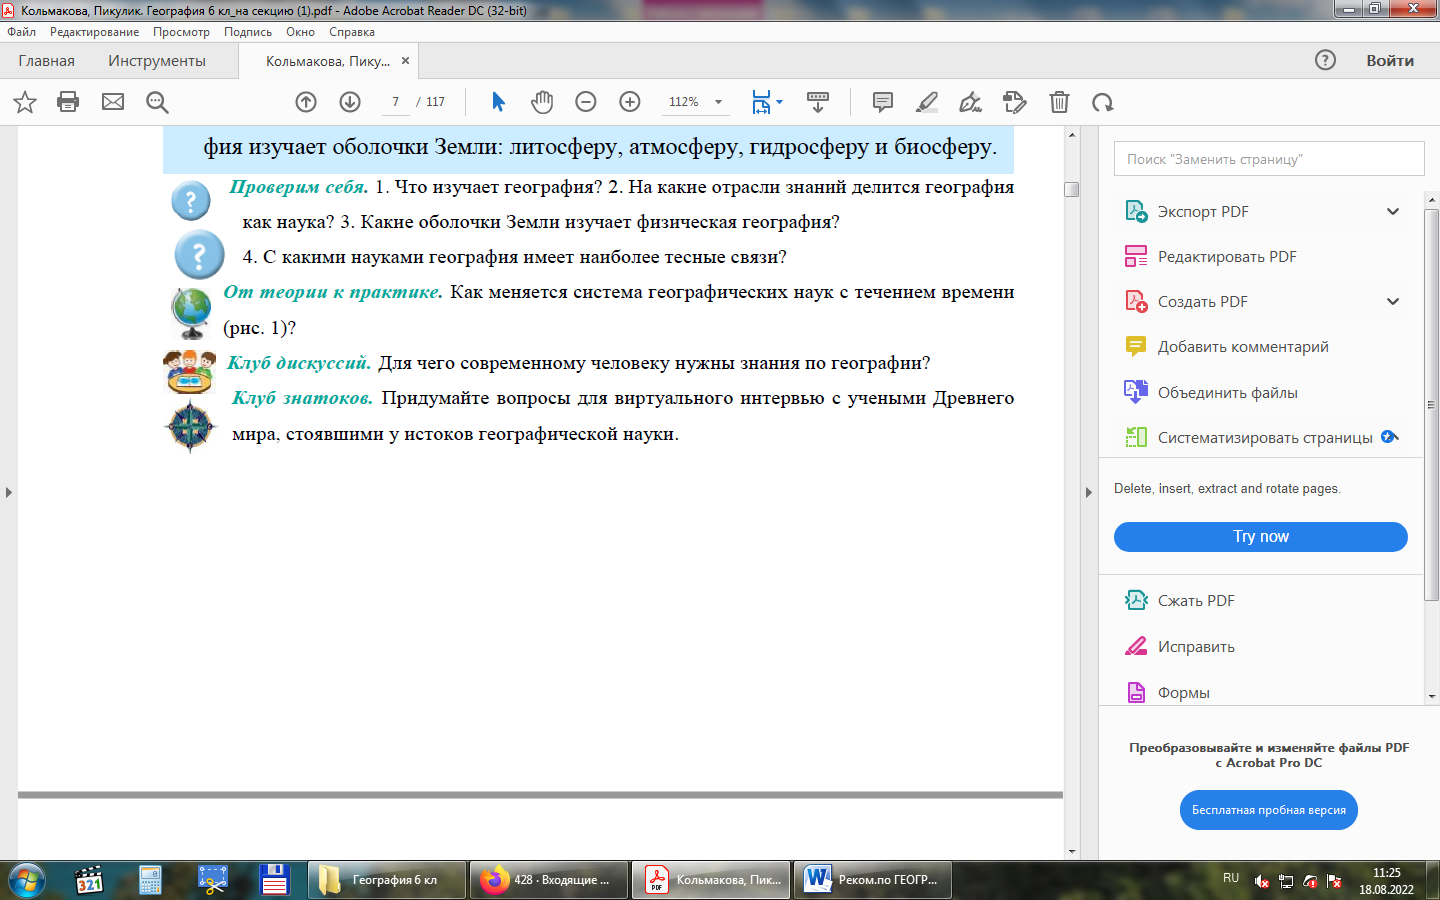 Кольмакова, Пикулик. География 6 кл_на секцию (1).pdf - Adobe Acrobat Reader DC (32-bit)
Файл Редактирование Просмотр Подпись Окно Справка
Главная Инструменты Кольмакова, Пику... × Войти
7 / 117 112%
фия изучает оболочки Земли: литосферу, атмосферу, гидросферу и биосферу.
Проверим себя. 1. Что изучает география? 2. На какие отрасли знаний делится география
как наука? 3. Какие оболочки Земли изучает физическая география?
4. С какими науками география имеет наиболее тесные связи?
От теории к практике. Как меняется система географических наук с течением времени
(рис. 1)?
Клуб дискуссий. Для чего современному человеку нужны знания по географии?
Клуб знатоков. Придумайте вопросы для виртуального интервью с учеными Древнего
мира, стоявшими у истоков географической науки.
Поиск "Заменить страницу"
Экспорт PDF
Редактировать PDF
Создать PDF
Добавить комментарий
Объединить файлы
Систематизировать страницы
Delete, insert, extract and rotate pages.
Try now
Сжать PDF
Исправить
Формы
Преобразовывайте и изменяйте файлы PDF
с Acrobat Pro DC
Бесплатная пробная версия
321
География 6 кл
428 · Входящие ...
Кольмакова, Пик...
Реком.по ГЕОГР...
RU
11:25
18.08.2022